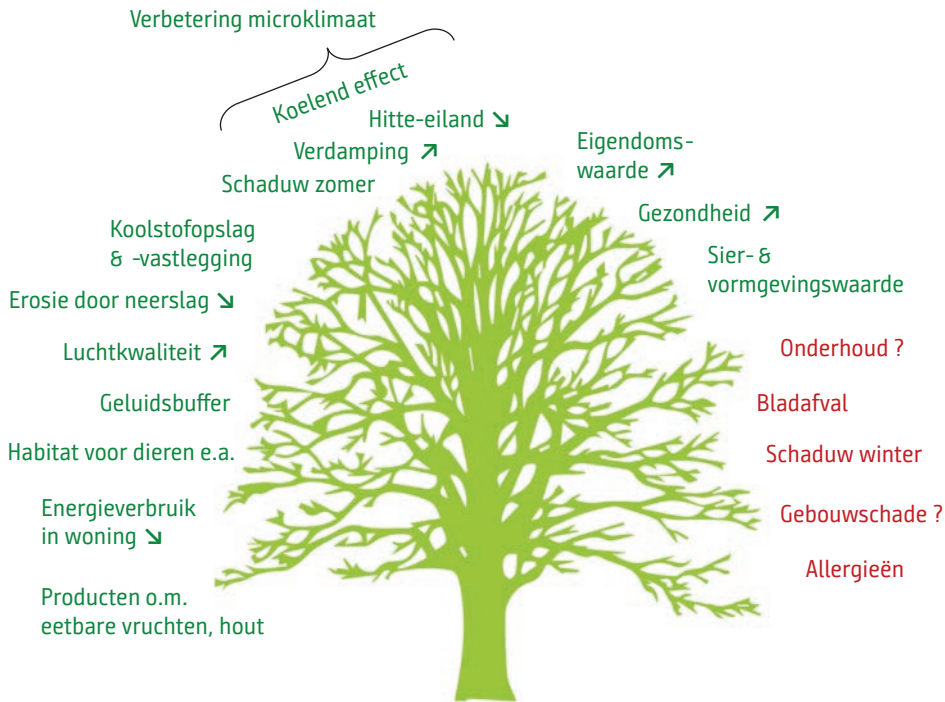 Verbetering microklimaat
Koelend effect
Hitte-eiland ↘
Verdamping ↗
Schaduw zomer
Koolstofopslag
& -vastlegging
Erosie door neerslag ↘
Luchtkwaliteit ↗
Geluidsbuffer
Habitat voor dieren e.a.
Energieverbruik
in woning ↘
Producten o.m.
eetbare vruchten, hout
Eigendoms-
waarde ↗
Gezondheid ↗
Sier- &
vormgevingswaarde
Onderhoud ?
Bladafval
Schaduw winter
Gebouwschade ?
Allergieën